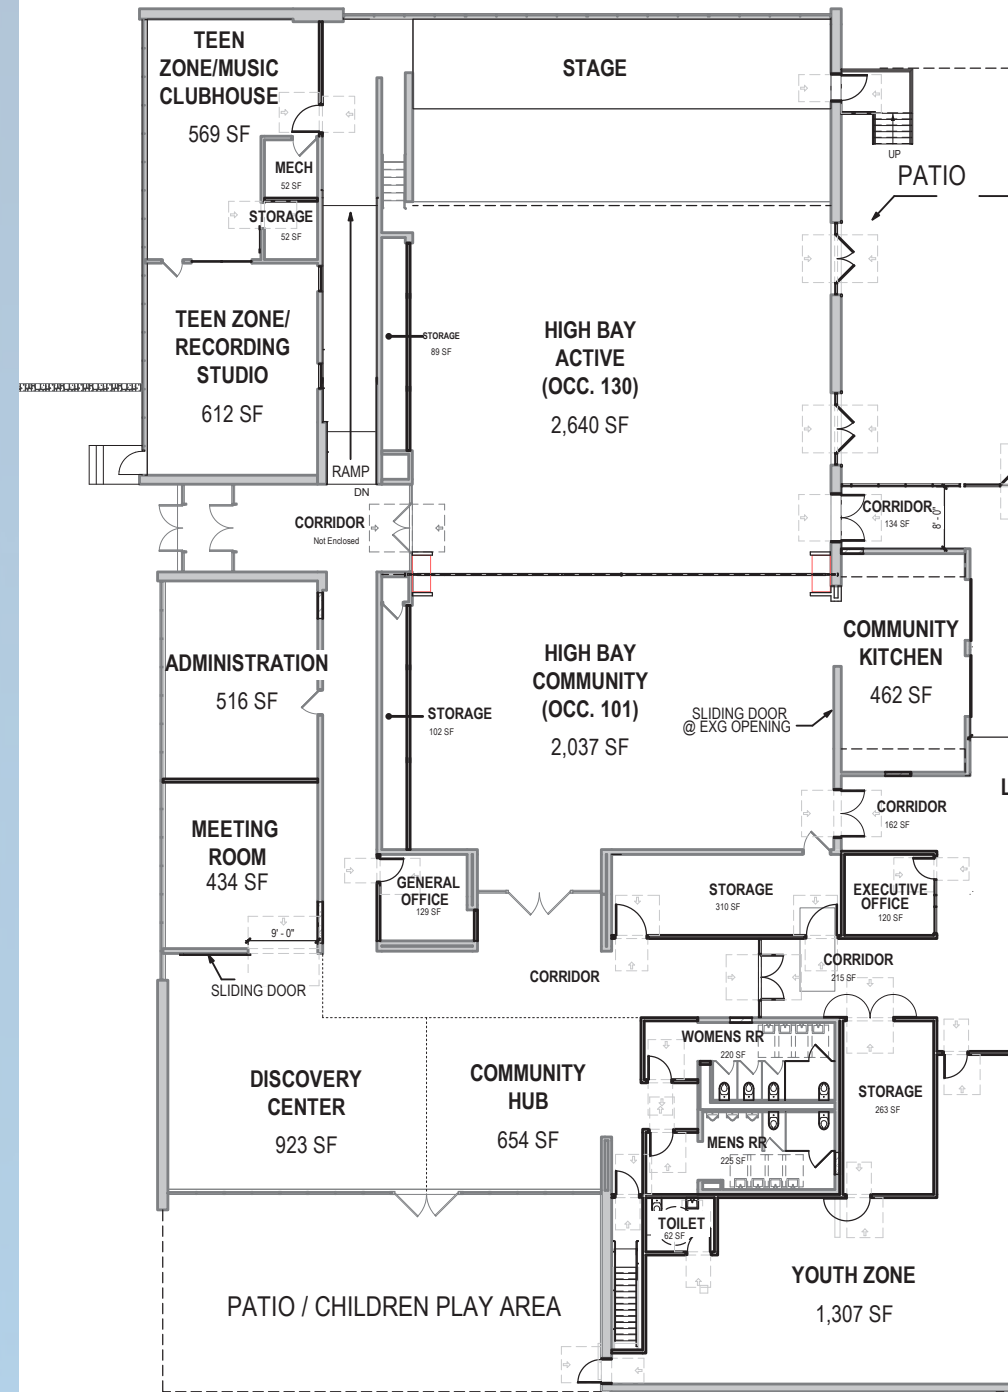 TEEN
ZONE/MUSIC
CLUBHOUSE
569 SF
MECH
52 SF
STORAGE
52 SF
STAGE
UP
PATIO
TEEN ZONE/
RECORDING
STUDIO
612 SF
STORAGE
89 SF
HIGH BAY
ACTIVE
(OCC. 130)
2,640 SF
RAMP
DN
CORRIDOR
Not Enclosed
CORRIDOR
134 SF
8' - 0"
ADMINISTRATION
516 SF
HIGH BAY
COMMUNITY
(OCC. 101)
2,037 SF
STORAGE
102 SF
SLIDING DOOR
@ EXG OPENING
COMMUNITY
KITCHEN
462 SF
L
CORRIDOR
162 SF
MEETING
ROOM
434 SF
9' - 0"
SLIDING DOOR
GENERAL
OFFICE
129 SF
STORAGE
310 SF
EXECUTIVE
OFFICE
120 SF
CORRIDOR
CORRIDOR
215 SF
WOMENS RR
220 SF
DISCOVERY
CENTER
923 SF
COMMUNITY
HUB
654 SF
STORAGE
263 SF
MENS RR
225 SF
TOILET
62 SF
YOUTH ZONE
1,307 SF
PATIO / CHILDREN PLAY AREA